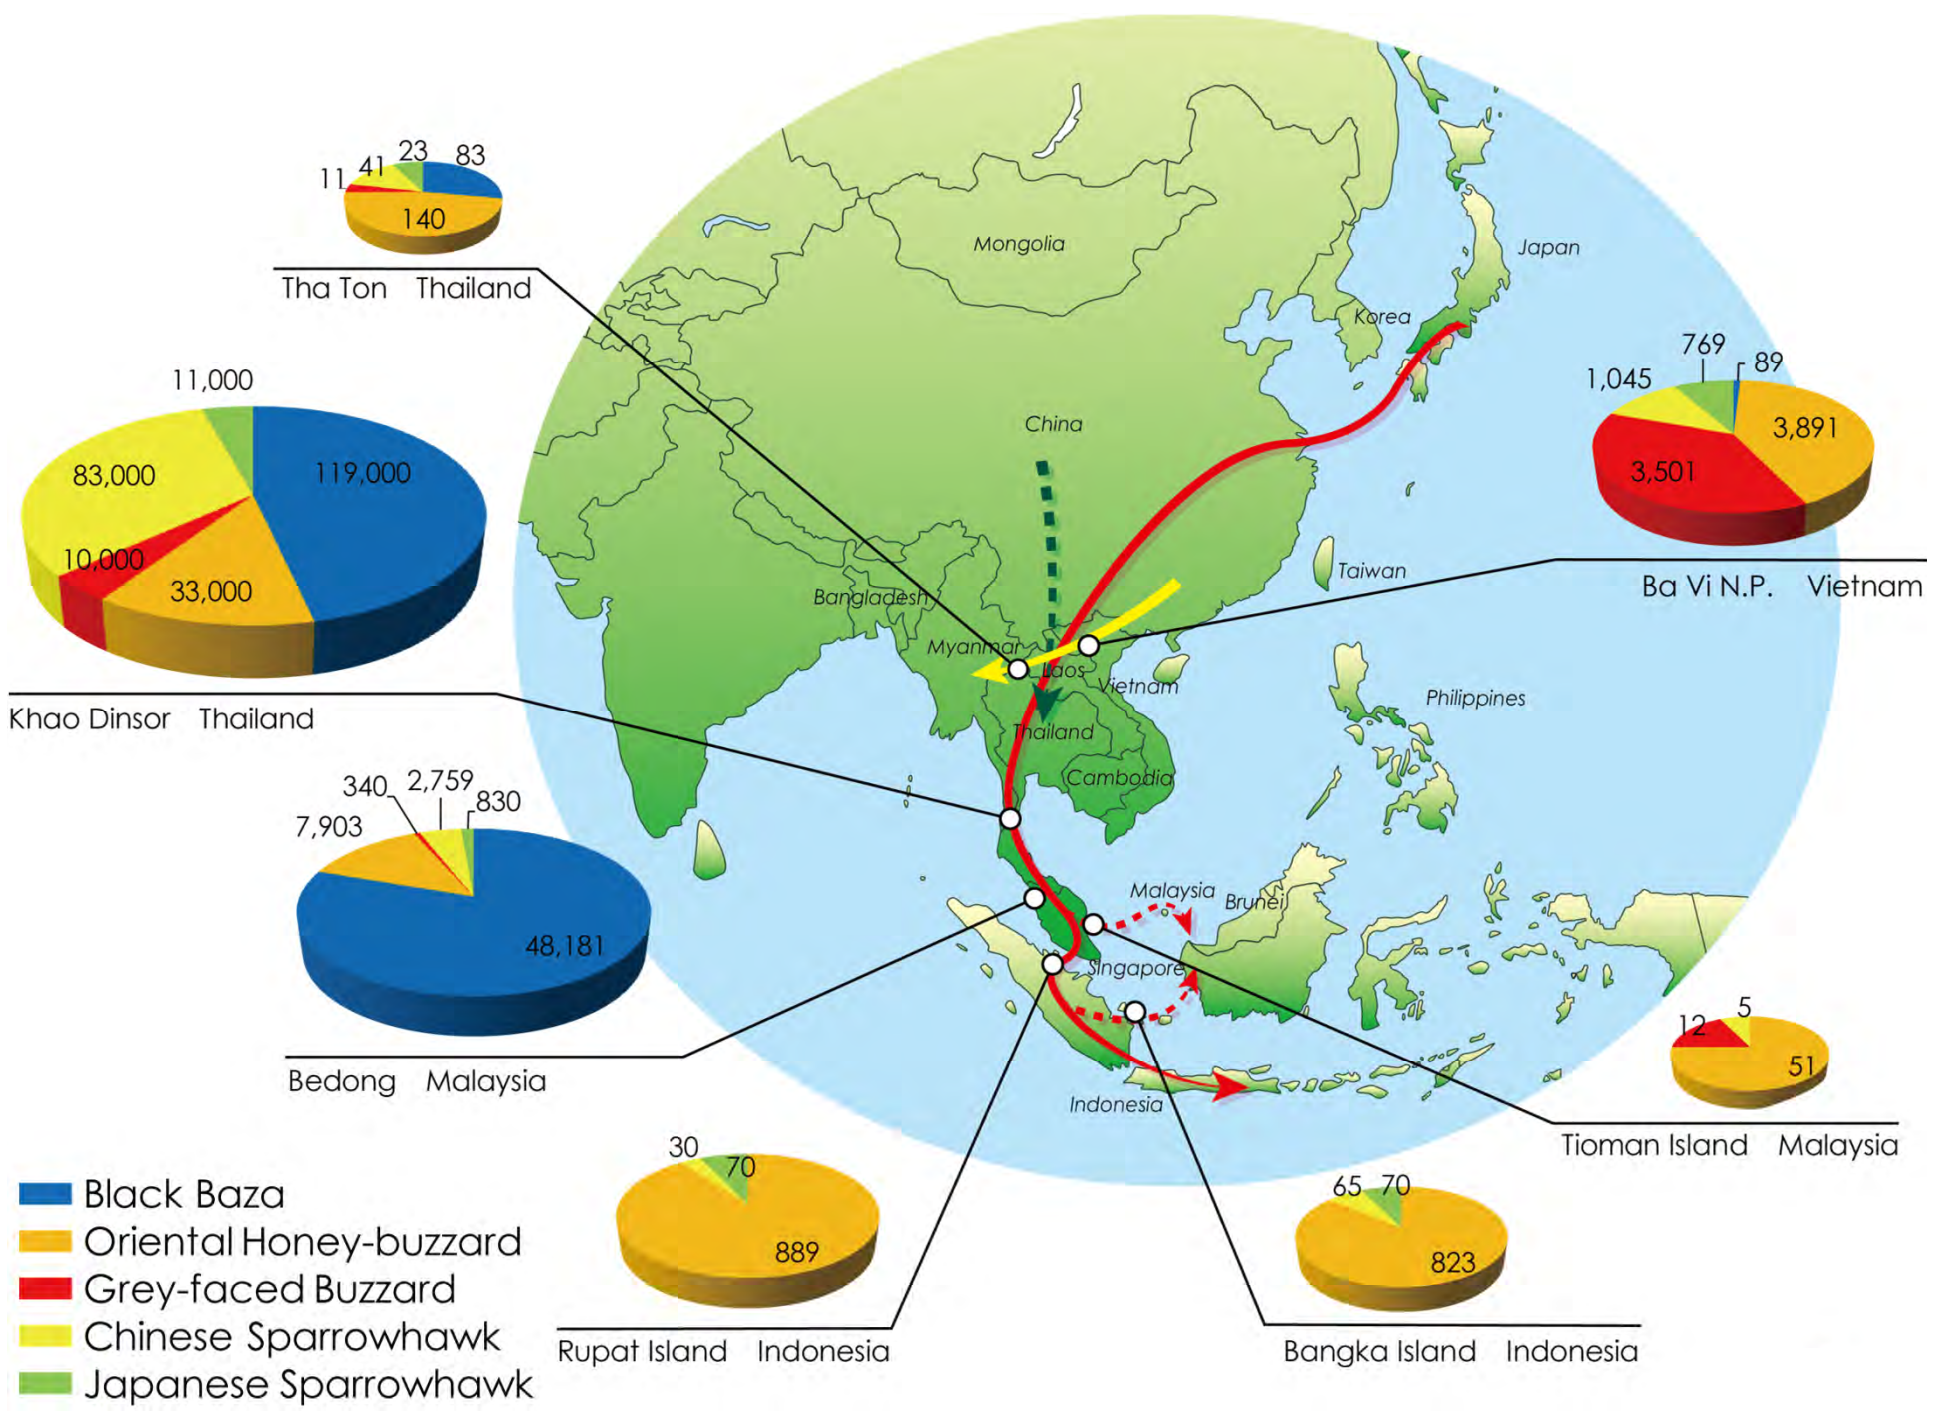 23
83
41
11
140
Tha Ton Thailand
11,000
83,000
119,000
10,000
33,000
Khao Dinsor Thailand
340
2,759
830
7,903
48,181
Bedong Malaysia
Mongolia
Japan
Korea
China
Taiwan
Bangladesh
Myanmar
Laos
Vietnam
Thailand
Cambodia
Philippines
Malaysia
Brunei
Singapore
Indonesia
769
89
1,045
3,891
3,501
Ba Vi N.P. Vietnam
5
12
51
Tioman Island Malaysia
30
70
889
Rupat Island Indonesia
65
70
823
Bangka Island Indonesia
Black Baza
Oriental Honey-buzzard
Grey-faced Buzzard
Chinese Sparrowhawk
Japanese Sparrowhawk